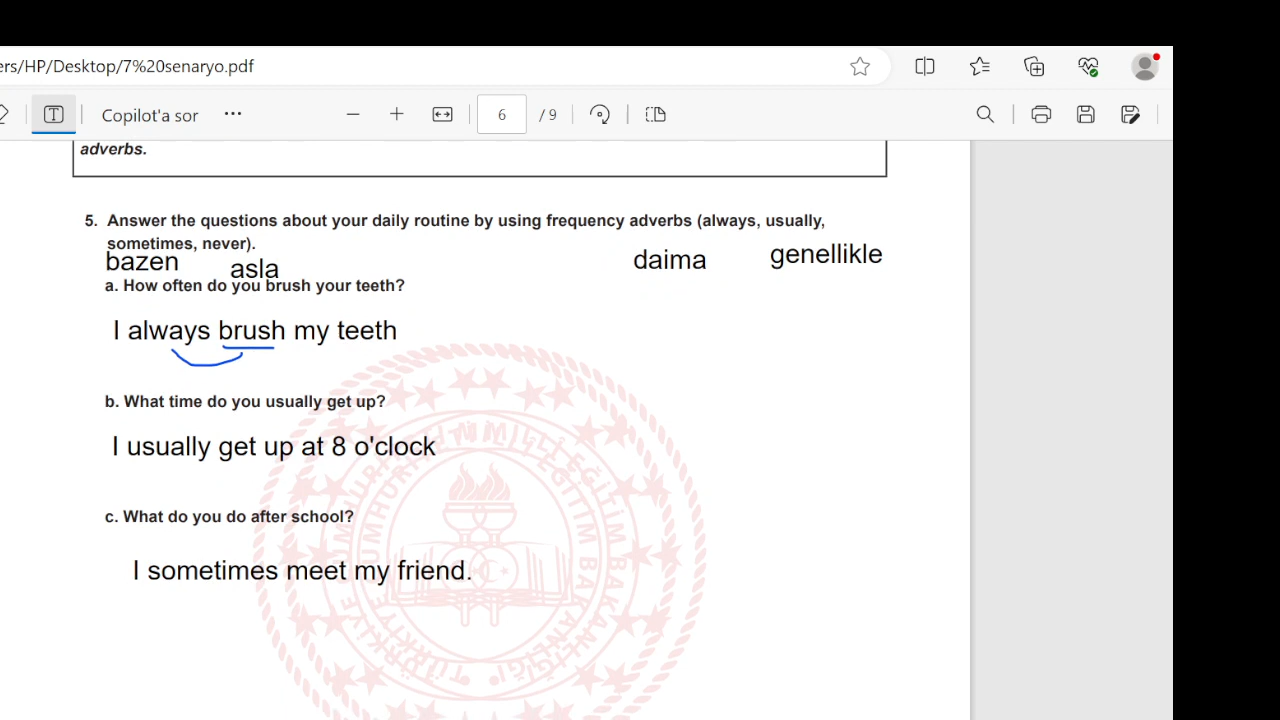 ers/HP/Desktop/7%20senaryo.pdf
Copilot'a sor ... 6 / 9
adverbs.
5. Answer the questions about your daily routine by using frequency adverbs (always, usually,
sometimes, never).
bazen asla daima genellikle
a. How often do you brush your teeth?
I always brush my teeth
b. What time do you usually get up?
I usually get up at 8 o'clock
c. What do you do after school?
I sometimes meet my friend.